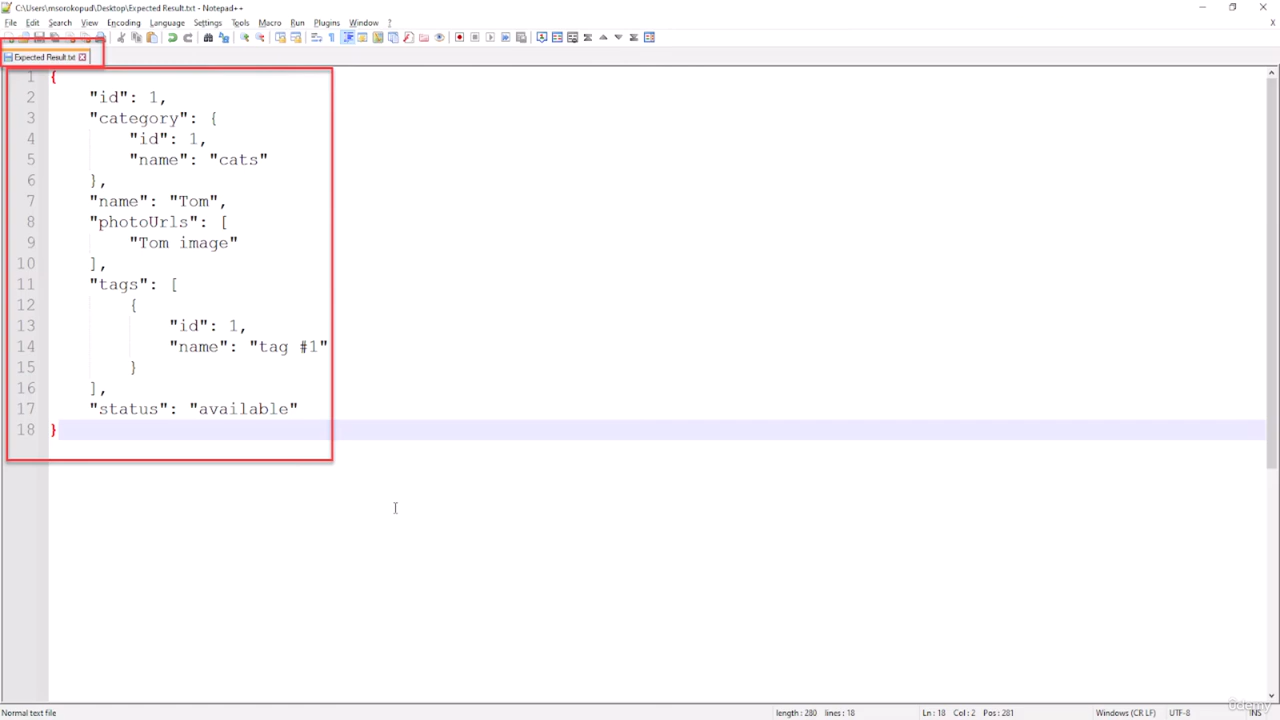 C:\Users\msorokopud\Desktop\Expected Result.txt - Notepad++
File Edit Search View Encoding Language Settings Tools Macro Run Plugins Window ? X
Expected Result.txt
1 {
2     "id": 1,
3     "category": {
4         "id": 1,
5         "name": "cats"
6     },
7     "name": "Tom",
8     "photoUrls": [
9         "Tom image"
10     ],
11     "tags": [
12         {
13             "id": 1,
14             "name": "tag #1"
15         }
16     ],
17     "status": "available"
18 }
Normal text file length : 280 lines : 18 Ln : 18 Col : 2 Pos : 281 Windows (CR LF) UTF-8 INS